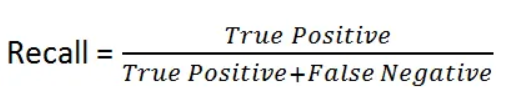 True Positive
Recall =
True Positive+False Negative